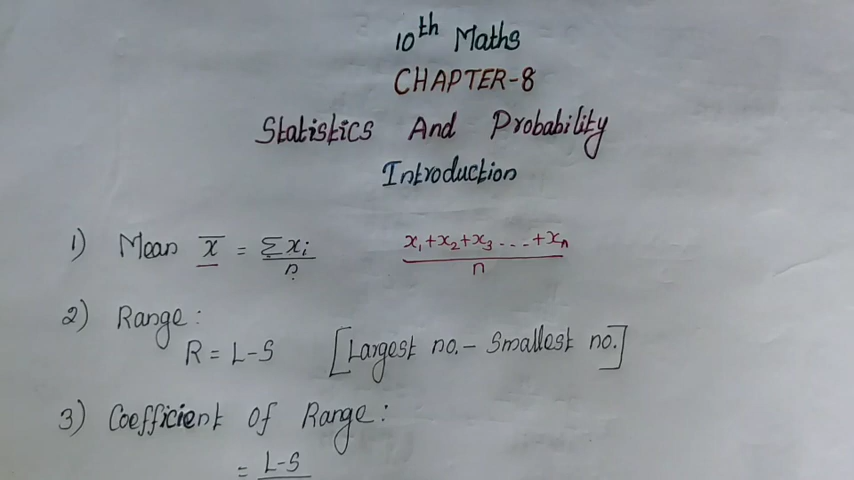 10th Maths
CHAPTER-8
Statistics And Probability
Introduction
1) Mean x̅ = Σxi/n    x₁+x₂+x₃...+xn/n
2) Range:
R = L-S [Largest no. - Smallest no.]
3) Coefficient Of Range:
= L-S